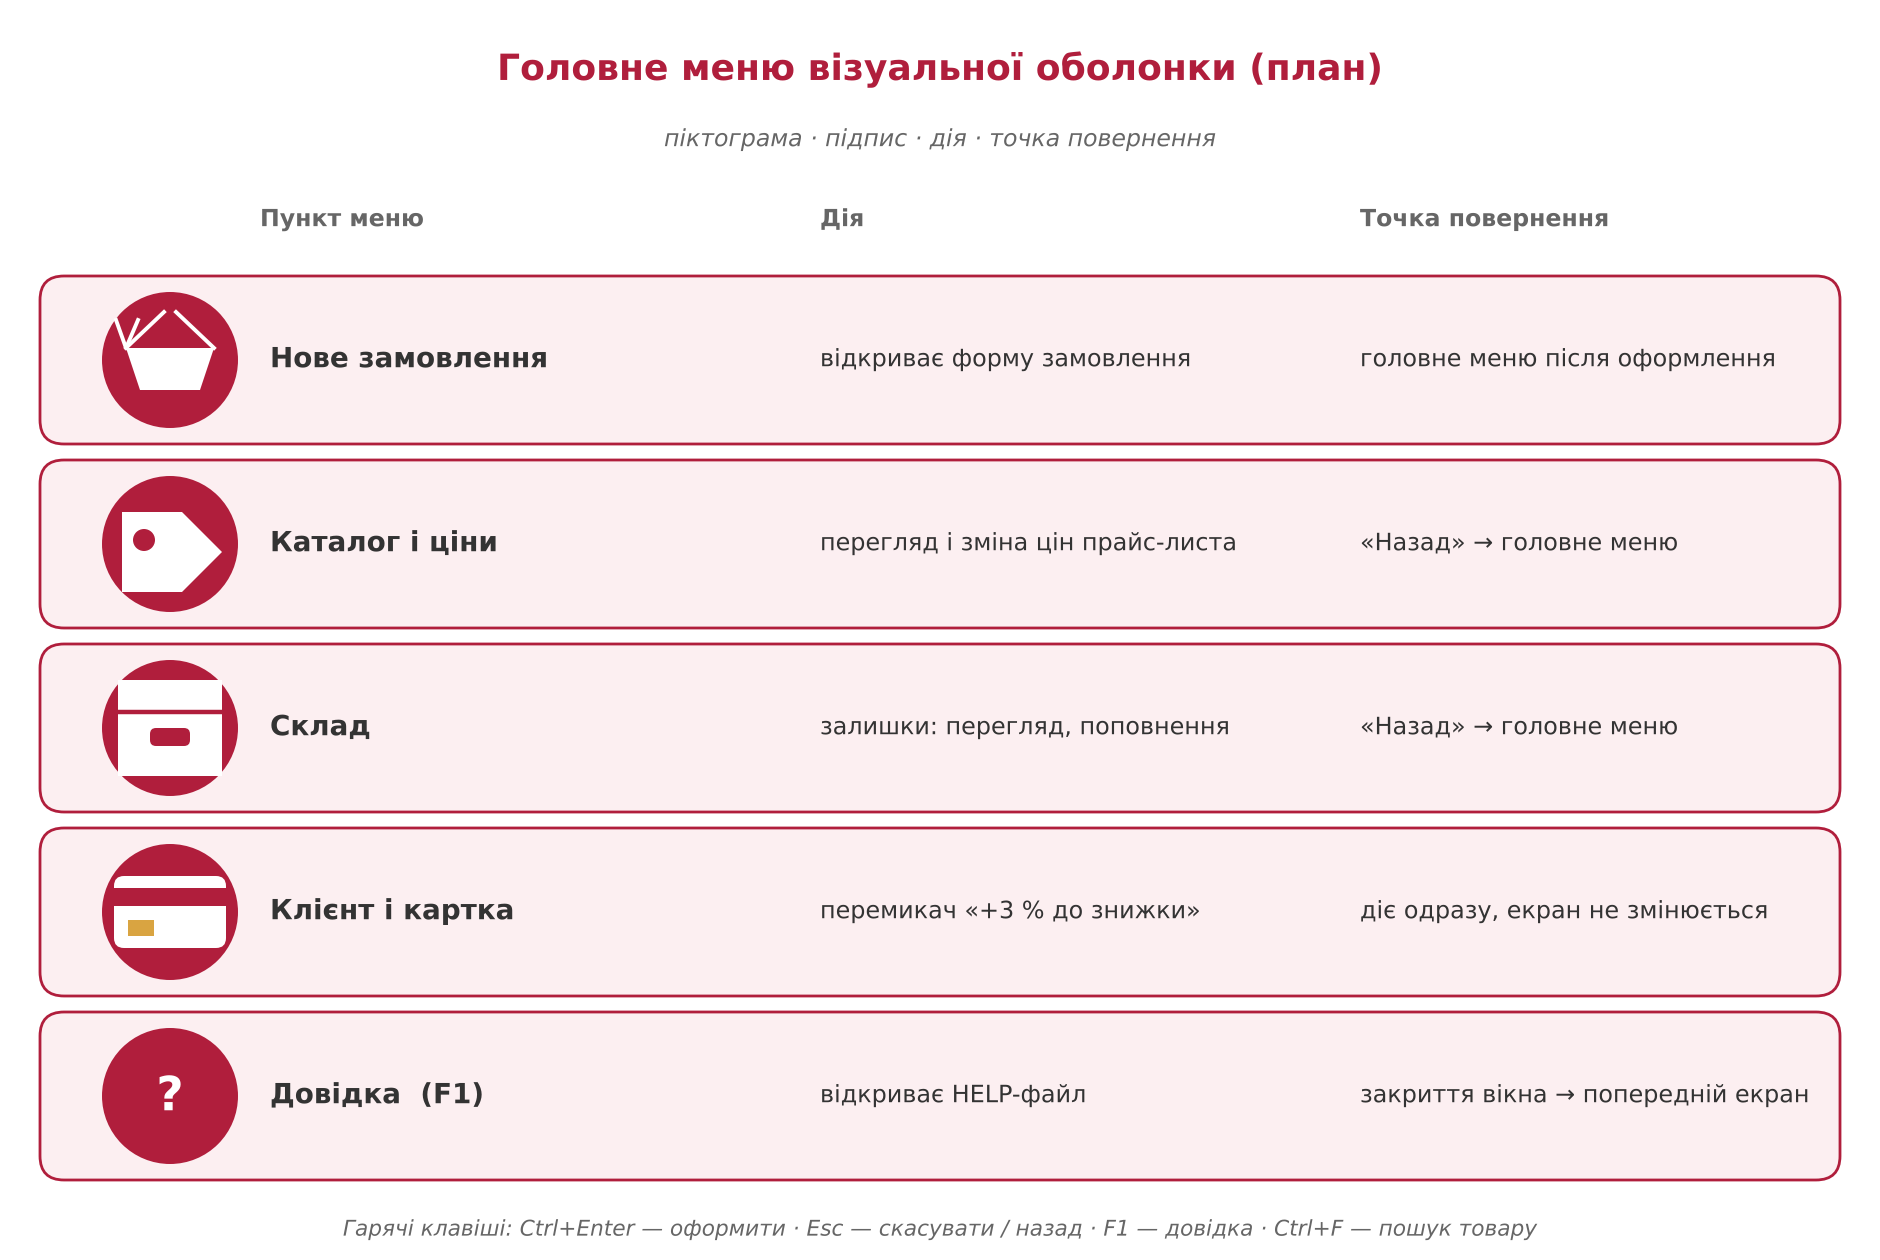 Головне меню візуальної оболонки (план)
піктограма · підпис · дія · точка повернення
Пункт меню Дія Точка повернення
Нове замовлення відкриває форму замовлення головне меню після оформлення
Каталог і ціни перегляд і зміна цін прайс-листа «Назад» → головне меню
Склад залишки: перегляд, поповнення «Назад» → головне меню
Клієнт і картка перемикач «+3 % до знижки» діє одразу, екран не змінюється
? Довідка (F1) відкриває HELP-файл закриття вікна → попередній екран
Гарячі клавіші: Ctrl+Enter — оформити · Esc — скасувати / назад · F1 — довідка · Ctrl+F — пошук товару